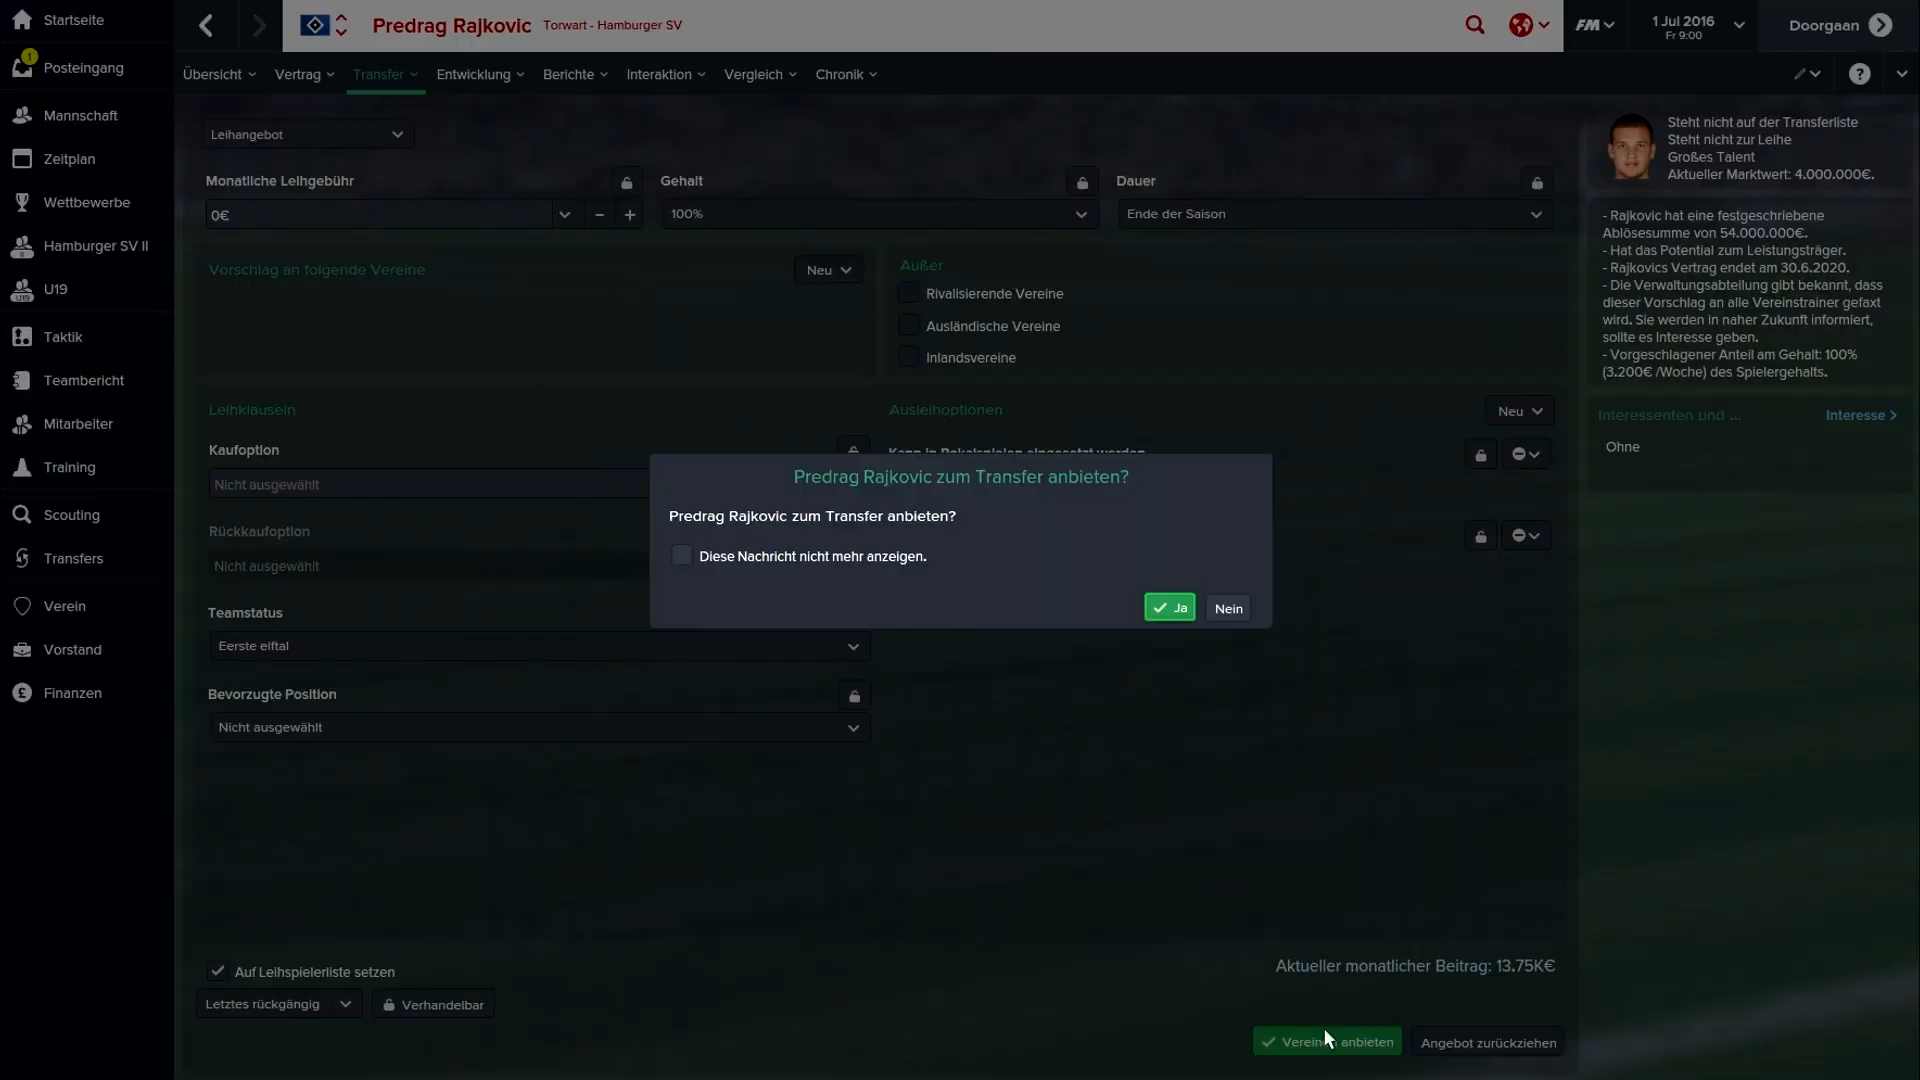 Startseite
Posteingang
1
Mannschaft
Zeitplan
Wettbewerbe
Hamburger SV II
U19
Taktik
Teambericht
Mitarbeiter
Training
Scouting
Transfers
Verein
Vorstand
Finanzen
Predrag Rajkovic Torwart - Hamburger SV
FM
1 Jul 2016
Fr 9:00
Doorgaan
Übersicht Vertrag Transfer Entwicklung Berichte Interaktion Vergleich Chronik
Leihangebot
Monatliche Leihgebühr
0€
Gehalt
100%
Dauer
Ende der Saison
Vorschlag an folgende Vereine
Neu
Außer
Rivalisierende Vereine
Ausländische Vereine
Inlandsvereine
Leihklauseln
Kaufoption
Nicht ausgewählt
Rückkaufoption
Nicht ausgewählt
Teamstatus
Eerste elftal
Bevorzugte Position
Nicht ausgewählt
Ausleihoptionen
Neu
Kann in Pokalspielen eingesetzt werden
Predrag Rajkovic zum Transfer anbieten?
Predrag Rajkovic zum Transfer anbieten?
Diese Nachricht nicht mehr anzeigen.
Ja
Nein
Steht nicht auf der Transferliste
Steht nicht zur Leihe
Großes Talent
Aktueller Marktwert: 4.000.000€.
- Rajkovic hat eine festgeschriebene
Ablösesumme von 54.000.000€.
- Hat das Potential zum Leistungsträger.
- Rajkovics Vertrag endet am 30.6.2020.
- Die Verwaltungsabteilung gibt bekannt, dass
dieser Vorschlag an alle Vereinstrainer gefaxt
wird. Sie werden in naher Zukunft informiert,
sollte es Interesse geben.
- Vorgeschlagener Anteil am Gehalt: 100%
(3.200€ /Woche) des Spielergehalts.
Interessenten und ...
Interesse >
Ohne
Auf Leihspielerliste setzen
Letztes rückgängig
Verhandelbar
Aktueller monatlicher Beitrag: 13.75K€
Vereinen anbieten
Angebot zurückziehen